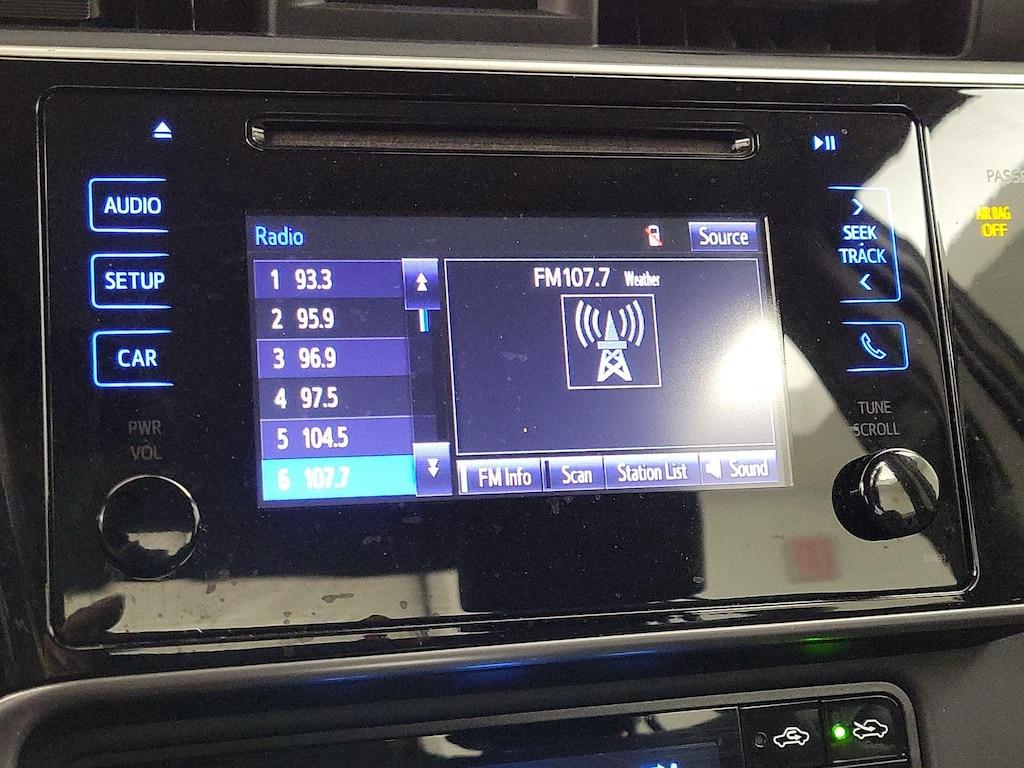 AUDIO
SETUP
CAR
PWR
VOL
Radio
Source
1 93.3
2 95.9
3 96.9
4 97.5
5 104.5
6 107.7
FM107.7 Weather
FM Info
Scan
Station List
Sound
SEEK
TRACK
TUNE
SCROLL
PASSE
AIRBAG
OFF